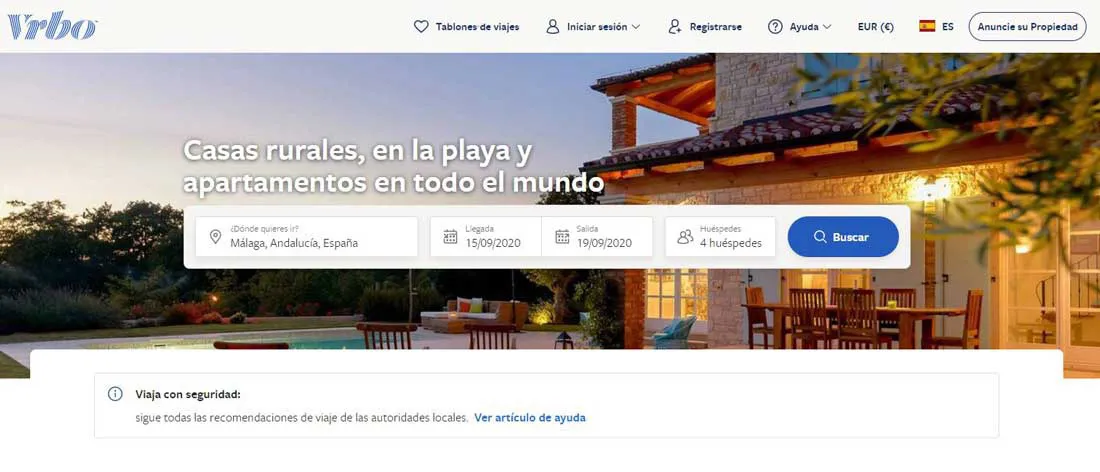 Vrbo
Tablones de viajes
Iniciar sesión
Registrarse
Ayuda
EUR (€)
ES
Anuncie su Propiedad
Casas rurales, en la playa y
apartamentos en todo el mundo
¿Dónde quieres ir?
Málaga, Andalucía, España
Llegada
15/09/2020
Salida
19/09/2020
Huéspedes
4 huéspedes
Buscar
Viaja con seguridad:
sigue todas las recomendaciones de viaje de las autoridades locales. Ver artículo de ayuda